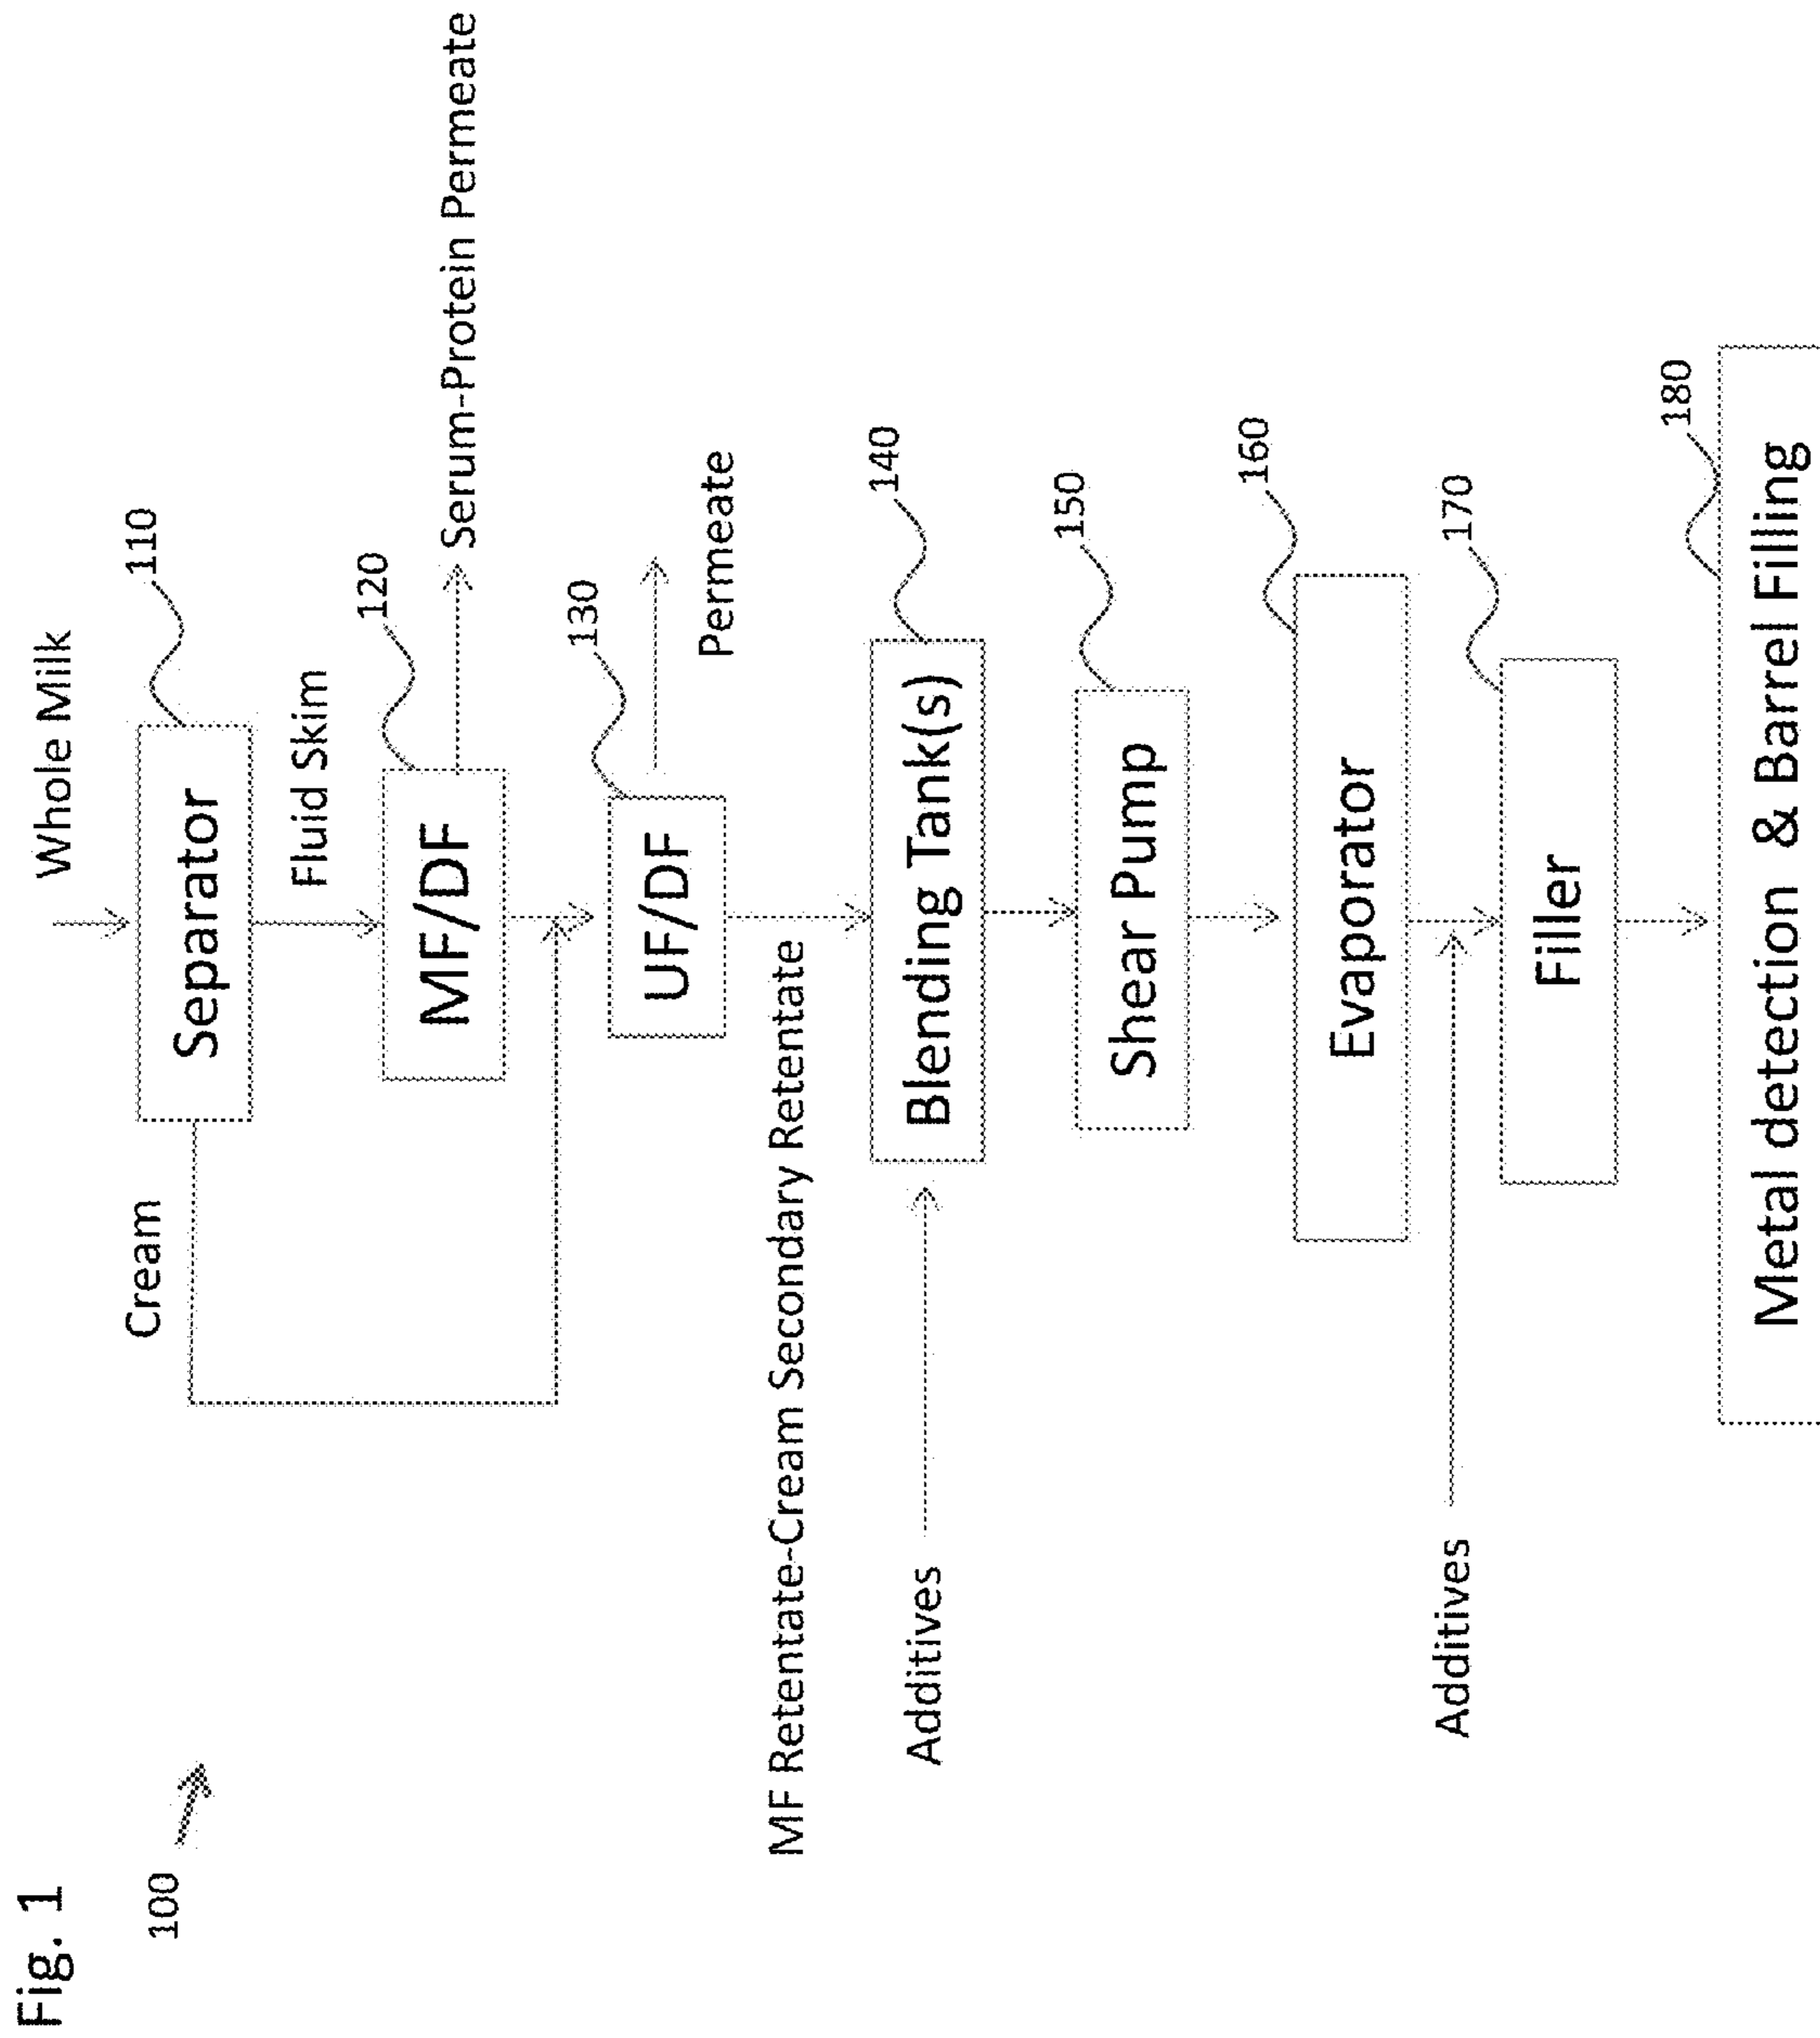 Fig. 1
100
Whole Milk
Separator
110
Cream
Fluid Skim
MF/DF
120
Serum-Protein Permeate
UF/DF
130
Permeate
MF Retentate-Cream Secondary Retentate
Additives
Blending Tank(s)
140
Shear Pump
150
Evaporator
160
Additives
Filler
170
Metal detection & Barrel Filling
180